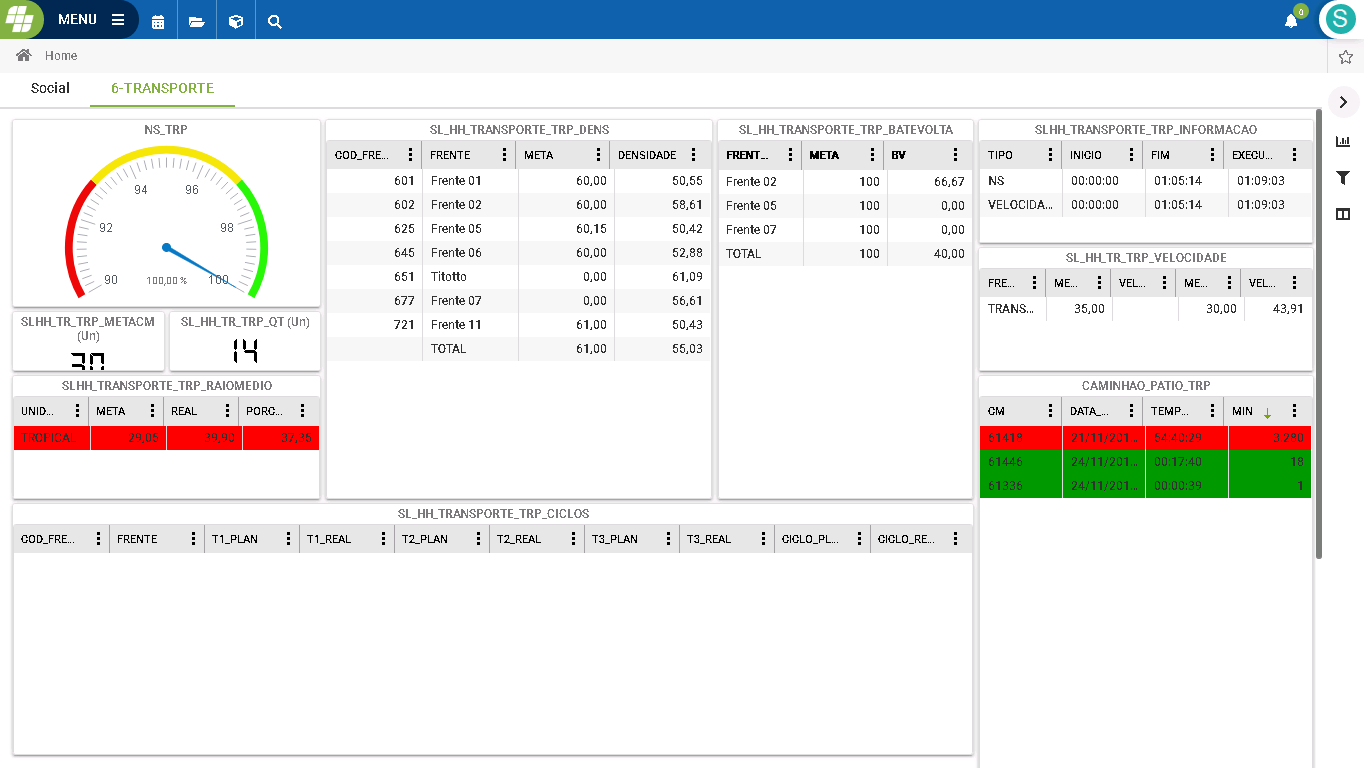 MENU
0
S
Home
Social 6-TRANSPORTE
NS_TRP
94 96
92 98
90 100,00 % 100
SLHH_TR_TRP_METACM
(Un)
30
SL_HH_TR_TRP_QT (Un)
14
SLHH_TRANSPORTE_TRP_RAIOMEDIO
UNID... META REAL PORC...
TROPICAL 29,05 39,90 37,35
SL_HH_TRANSPORTE_TRP_DENS
COD_FRE... FRENTE META DENSIDADE
601 Frente 01 60,00 50,55
602 Frente 02 60,00 58,61
625 Frente 05 60,15 50,42
645 Frente 06 60,00 52,88
651 Titotto 0,00 61,09
677 Frente 07 0,00 56,61
721 Frente 11 61,00 50,43
TOTAL 61,00 55,03
SL_HH_TRANSPORTE_TRP_BATEVOLTA
FRENT... META BV
Frente 02 100 66,67
Frente 05 100 0,00
Frente 07 100 0,00
TOTAL 100 40,00
SLHH_TRANSPORTE_TRP_INFORMACAO
TIPO INICIO FIM EXECU...
NS 00:00:00 01:05:14 01:09:03
VELOCIDA... 00:00:00 01:05:14 01:09:03
SL_HH_TR_TRP_VELOCIDADE
FRE... ME... VEL... ME... VEL...
TRANS... 35,00 30,00 43,91
CAMINHAO_PATIO_TRP
CM DATA_... TEMP... MIN
61418 21/11/201... 54:40:29 3.280
61446 24/11/201... 00:17:40 18
61336 24/11/201... 00:00:39 1
SL_HH_TRANSPORTE_TRP_CICLOS
COD_FRE... FRENTE T1_PLAN T1_REAL T2_PLAN T2_REAL T3_PLAN T3_REAL CICLO_PL... CICLO_RE...